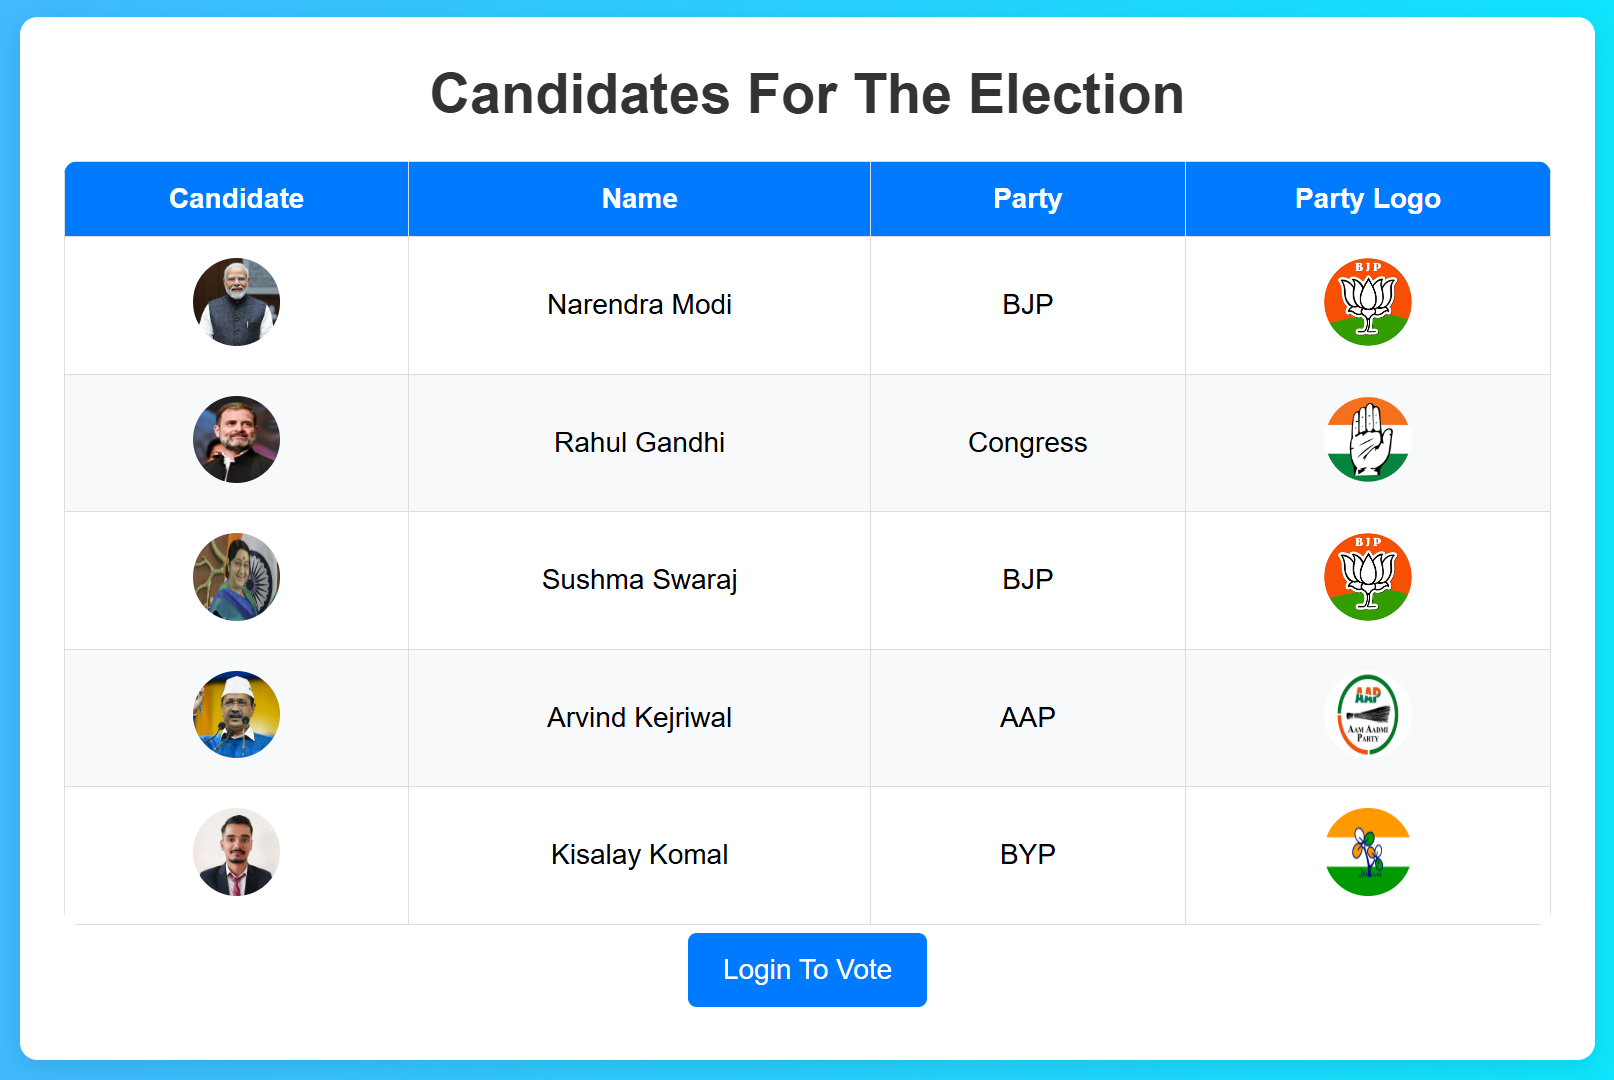 Candidates For The Election
Candidate Name Party Party Logo
BJP
Narendra Modi BJP
Rahul Gandhi Congress
BJP
Sushma Swaraj BJP
AAP
Arvind Kejriwal AAP
AAM AADMI
PARTY
Kisalay Komal BYP
Login To Vote